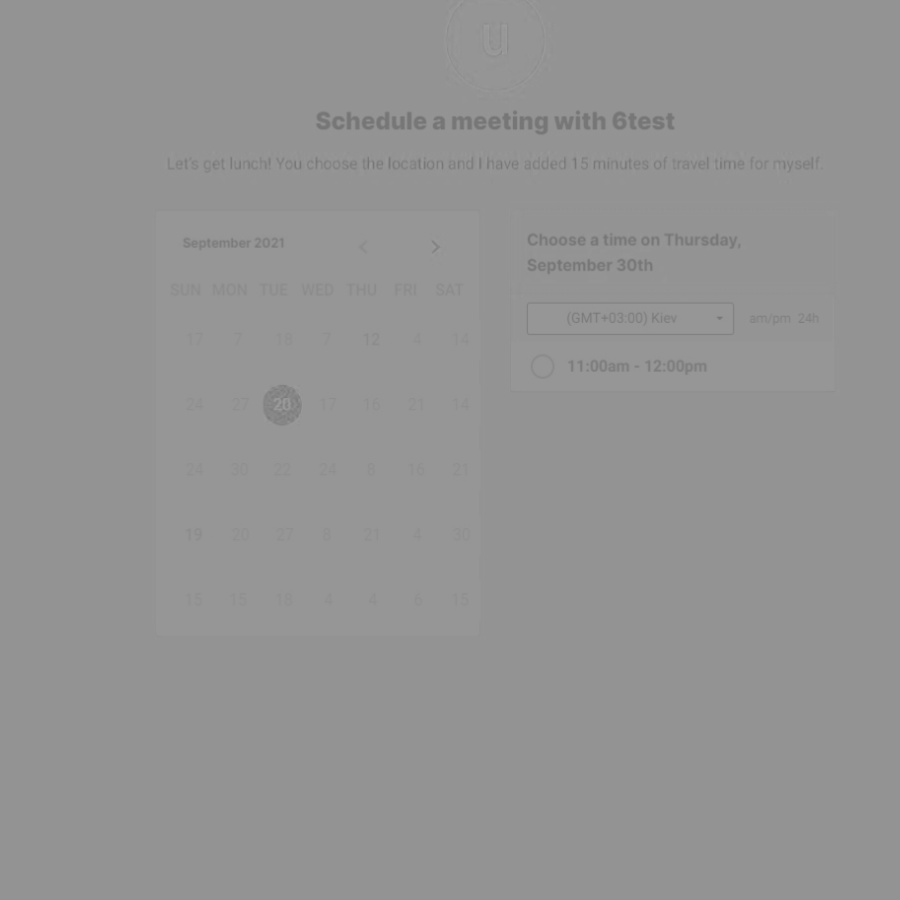 u
Schedule a meeting with 6test
Let's get lunch! You choose the location and I have added 15 minutes of travel time for myself.
September 2021
SUN MON TUE WED THU FRI SAT
17 7 18 7 12 4 14
24 27 20 17 16 21 14
24 30 22 24 8 16 21
19 20 27 8 21 4 30
15 15 18 4 4 6 15
Choose a time on Thursday,
September 30th
(GMT+03:00) Kiev am/pm 24h
11:00am - 12:00pm